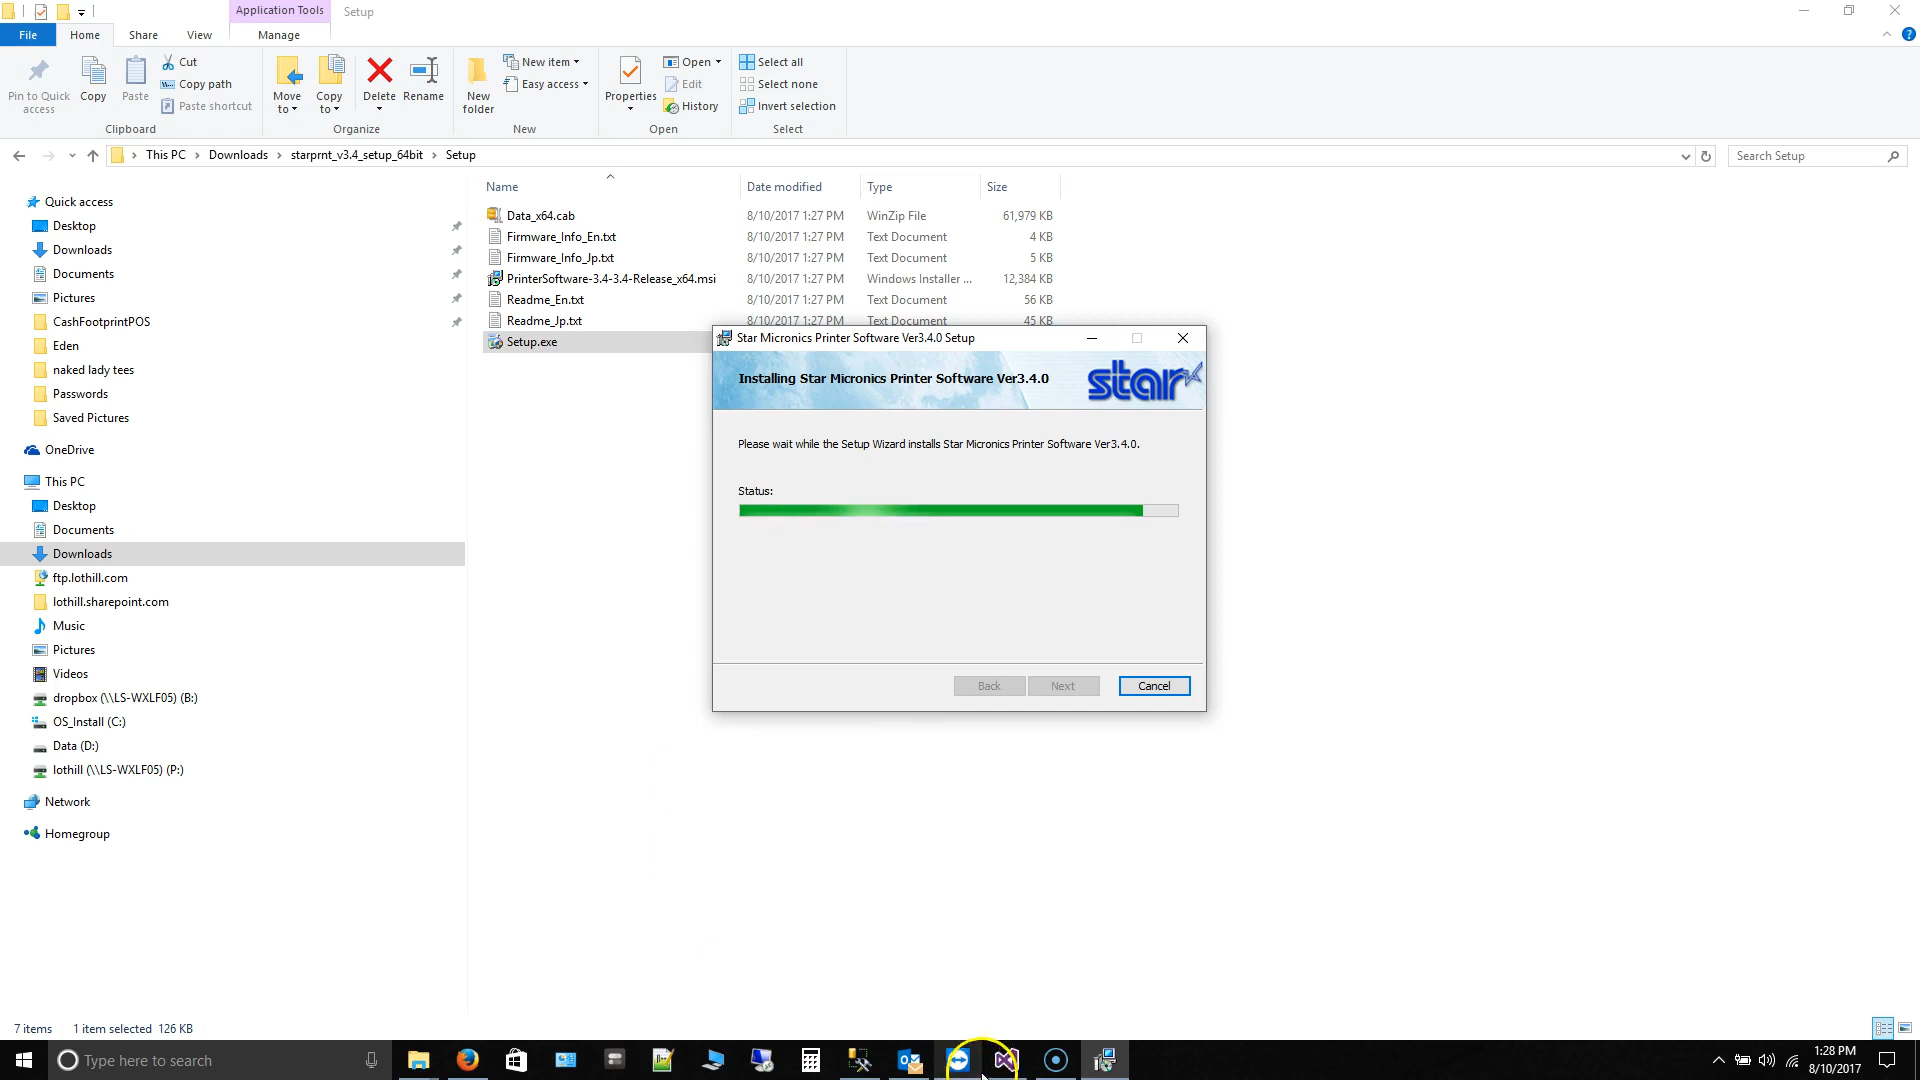 Application Tools
Setup
File
Home
Share
View
Manage
Pin to Quick access
Copy
Paste
Cut
Copy path
Paste shortcut
Clipboard
Move to
Copy to
Delete
Rename
Organize
New folder
New item
Easy access
New
Properties
Open
Edit
History
Open
Select all
Select none
Invert selection
Select
This PC
Downloads
starprnt_v3.4_setup_64bit
Setup
Search Setup
Name
Date modified
Type
Size
Data_x64.cab 8/10/2017 1:27 PM WinZip File 61,979 KB
Firmware_Info_En.txt 8/10/2017 1:27 PM Text Document 4 KB
Firmware_Info_Jp.txt 8/10/2017 1:27 PM Text Document 5 KB
PrinterSoftware-3.4-3.4-Release_x64.msi 8/10/2017 1:27 PM Windows Installer ... 12,384 KB
Readme_En.txt 8/10/2017 1:27 PM Text Document 56 KB
Readme_Jp.txt 8/10/2017 1:27 PM Text Document 45 KB
Setup.exe
Quick access
Desktop
Downloads
Documents
Pictures
CashFootprintPOS
Eden
naked lady tees
Passwords
Saved Pictures
OneDrive
This PC
Desktop
Documents
Downloads
ftp.lothill.com
lothill.sharepoint.com
Music
Pictures
Videos
dropbox (\\LS-WXLF05) (B:)
OS_Install (C:)
Data (D:)
lothill (\\LS-WXLF05) (P:)
Network
Homegroup
Star Micronics Printer Software Ver3.4.0 Setup
Installing Star Micronics Printer Software Ver3.4.0
star
Please wait while the Setup Wizard installs Star Micronics Printer Software Ver3.4.0.
Status:
Back
Next
Cancel
7 items
1 item selected 126 KB
Type here to search
1:28 PM
8/10/2017